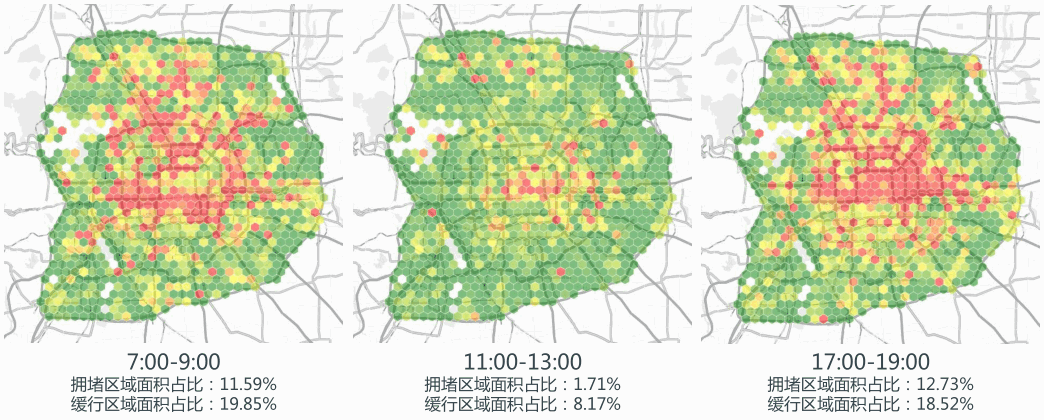 7:00-9:00
拥堵区域面积占比：11.59%
缓行区域面积占比：19.85%
11:00-13:00
拥堵区域面积占比：1.71%
缓行区域面积占比：8.17%
17:00-19:00
拥堵区域面积占比：12.73%
缓行区域面积占比：18.52%